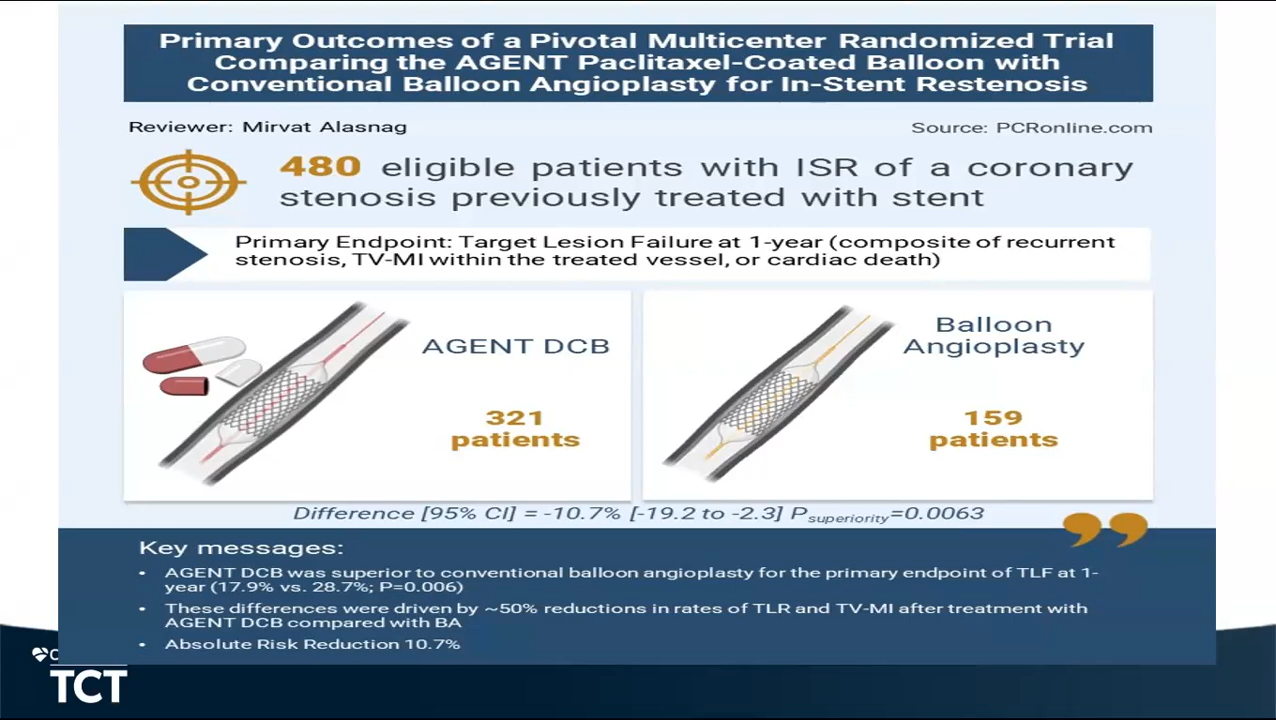 Primary Outcomes of a Pivotal Multicenter Randomized Trial
Comparing the AGENT Paclitaxel-Coated Balloon with
Conventional Balloon Angioplasty for In-Stent Restenosis
Reviewer: Mirvat Alasnag
Source: PCRonline.com
480 eligible patients with ISR of a coronary
stenosis previously treated with stent
Primary Endpoint: Target Lesion Failure at 1-year (composite of recurrent
stenosis, TV-MI within the treated vessel, or cardiac death)
AGENT DCB
321
patients
Balloon
Angioplasty
159
patients
Difference [95% CI] = -10.7% [-19.2 to -2.3] Psuperiority=0.0063
Key messages:
• AGENT DCB was superior to conventional balloon angioplasty for the primary endpoint of TLF at 1-
year (17.9% vs. 28.7%; P=0.006)
• These differences were driven by ~50% reductions in rates of TLR and TV-MI after treatment with
AGENT DCB compared with BA
• Absolute Risk Reduction 10.7%
TCT